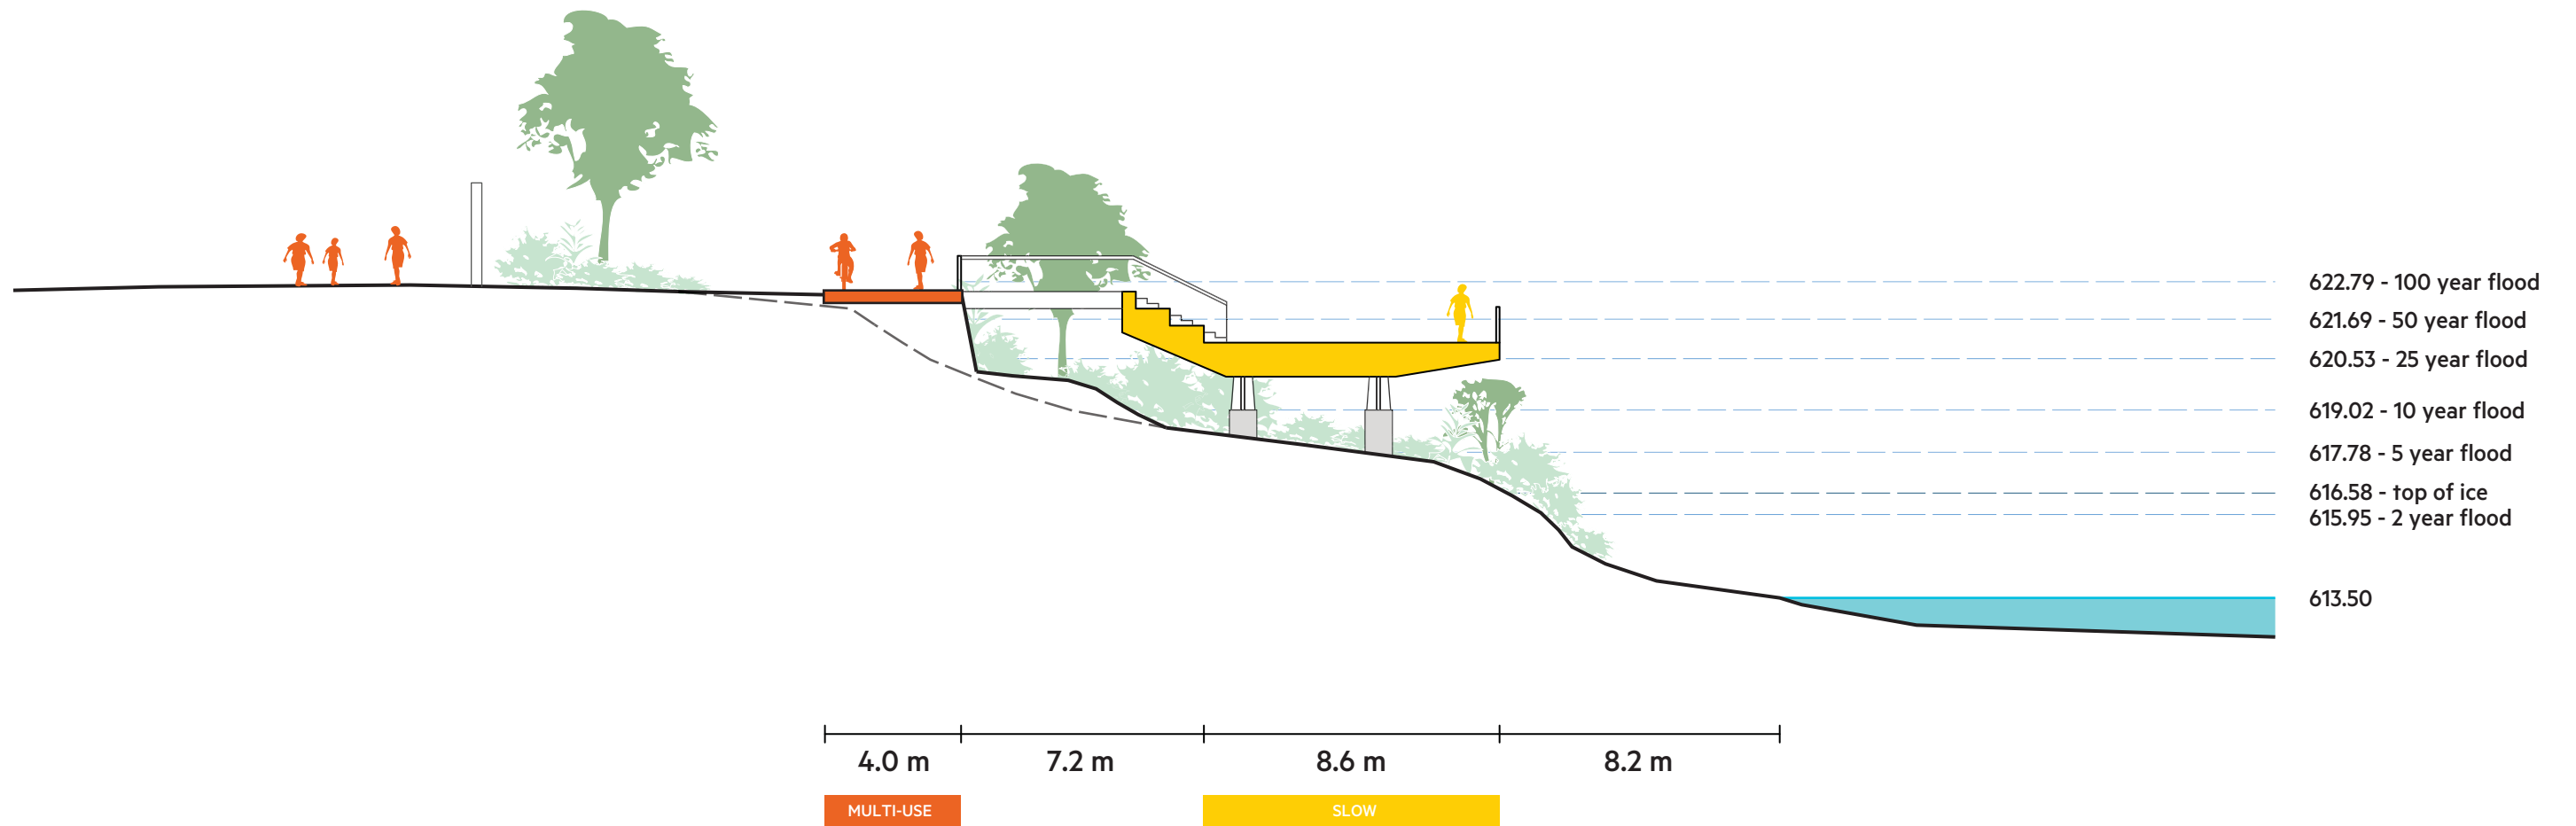 622.79 - 100 year flood
621.69 - 50 year flood
620.53 - 25 year flood
619.02 - 10 year flood
617.78 - 5 year flood
616.58 - top of ice
615.95 - 2 year flood
613.50
4.0 m 7.2 m 8.6 m 8.2 m
MULTI-USE SLOW